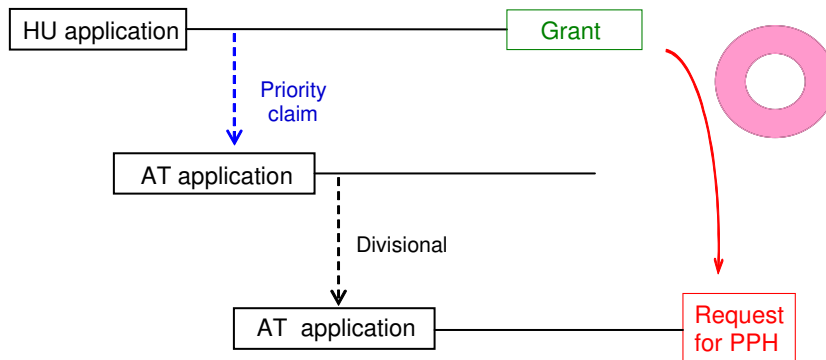 HU application
Grant
Priority
claim
AT application
Divisional
AT  application
Request
for PPH